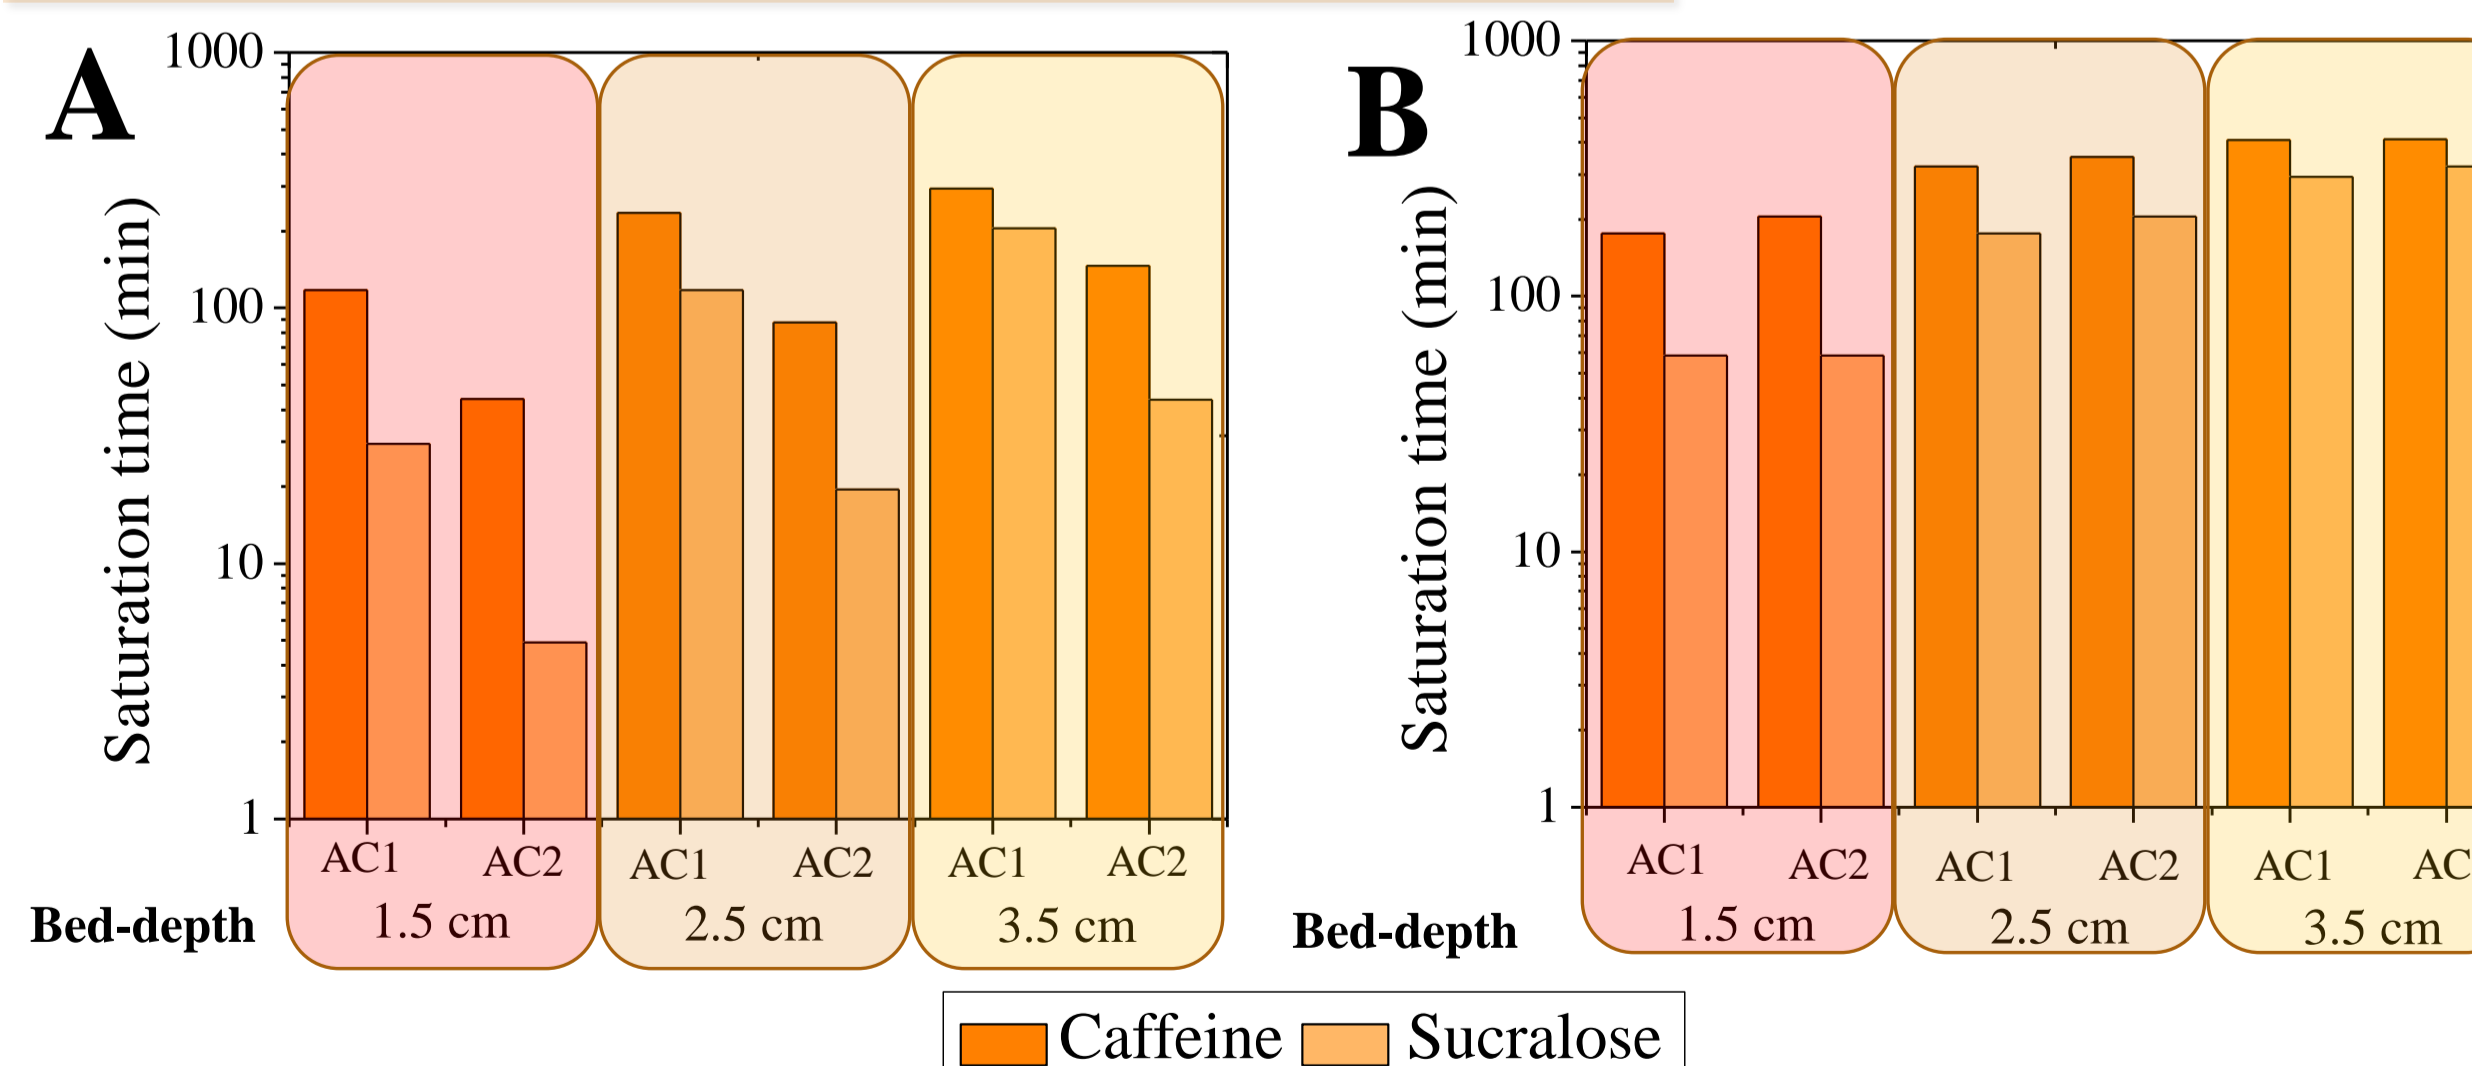 A
Saturation time (min)
1000
100
10
1
AC1 AC2 AC1 AC2 AC1 AC2
Bed-depth 1.5 cm 2.5 cm 3.5 cm
B
Saturation time (min)
1000
100
10
1
AC1 AC2 AC1 AC2 AC1 AC
Bed-depth 1.5 cm 2.5 cm 3.5 cm
Caffeine Sucralose